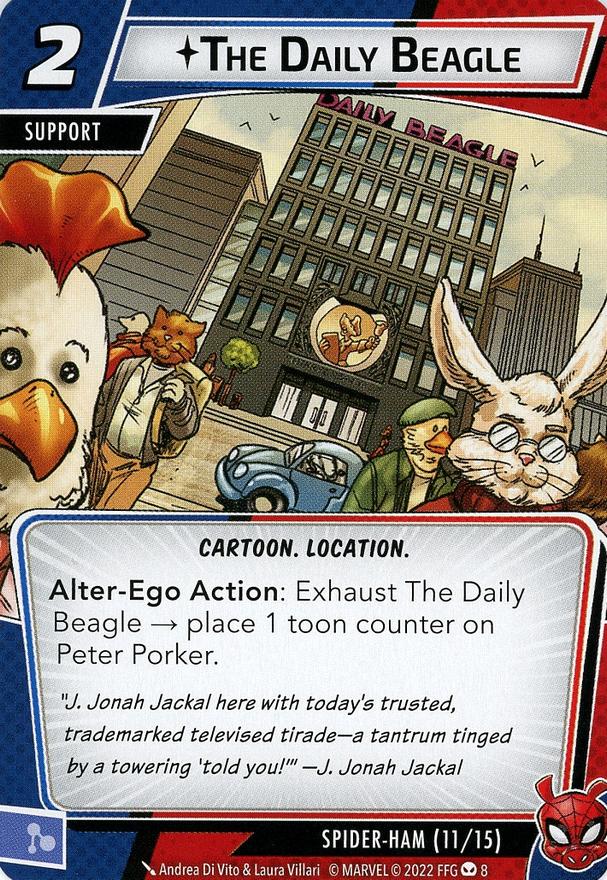 2
THE DAILY BEAGLE
SUPPORT
DAILY BEAGLE
CARTOON. LOCATION.
Alter-Ego Action: Exhaust The Daily
Beagle → place 1 toon counter on
Peter Porker.
"J. Jonah Jackal here with today's trusted,
trademarked televised tirade—a tantrum tinged
by a towering 'told you!'" —J. Jonah Jackal
SPIDER-HAM (11/15)
Andrea Di Vito & Laura Villari © MARVEL © 2022 FFG 8